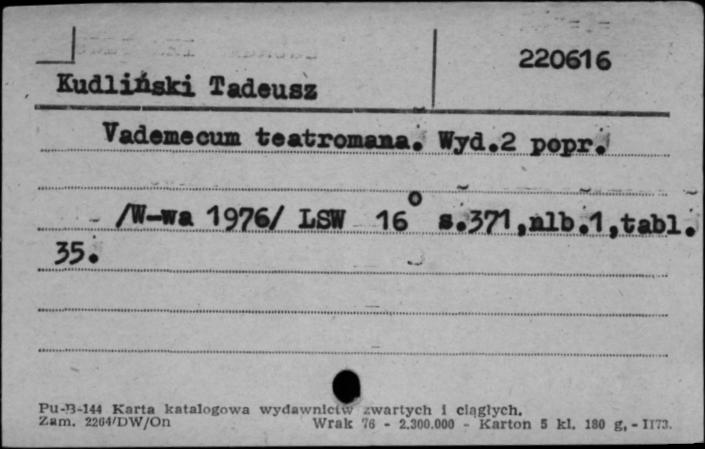 220616
Kudliński Tadeusz
Vademecum teatromana. Wyd.2 popr.
/W-wa 1976/ LSW 16° s.371,nlb.1,tabl.
35.
Pu-B-144 Karta katalogowa wydawnictw zwartych i ciągłych.
Zam. 2264/DW/On Wrak 76 - 2.300.000 - Karton 5 kl. 180 g. - 1173.